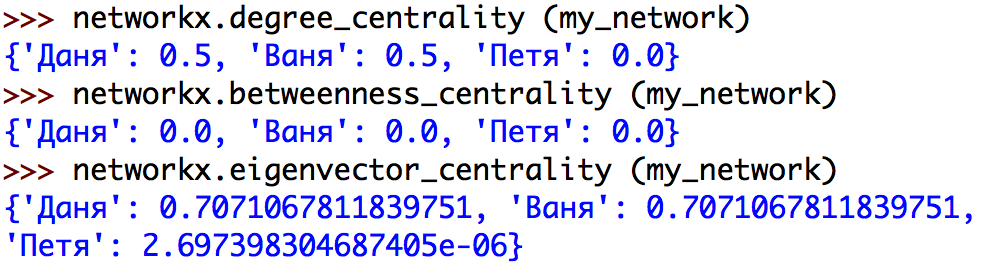 >>> networkx.degree_centrality (my_network)
{'Даня': 0.5, 'Ваня': 0.5, 'Петя': 0.0}
>>> networkx.betweenness_centrality (my_network)
{'Даня': 0.0, 'Ваня': 0.0, 'Петя': 0.0}
>>> networkx.eigenvector_centrality (my_network)
{'Даня': 0.7071067811839751, 'Ваня': 0.7071067811839751,
'Петя': 2.697398304687405e-06}